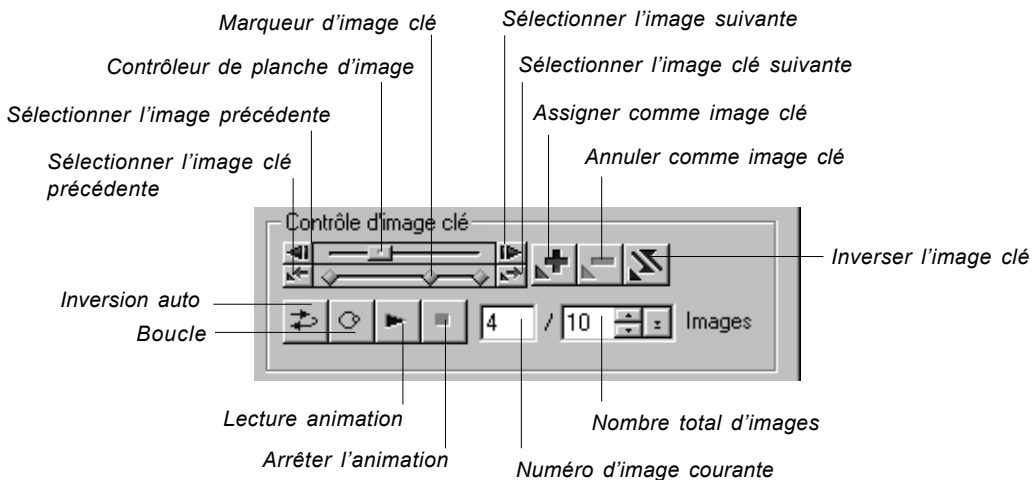 Marqueur d'image clé
Sélectionner l'image suivante
Contrôleur de planche d'image
Sélectionner l'image clé suivante
Sélectionner l'image précédente
Assigner comme image clé
Sélectionner l'image clé
précédente
Annuler comme image clé
Contrôle d'image clé
Inverser l'image clé
Inversion auto
Boucle
4 / 10 Images
Lecture animation
Nombre total d'images
Arrêter l'animation
Numéro d'image courante